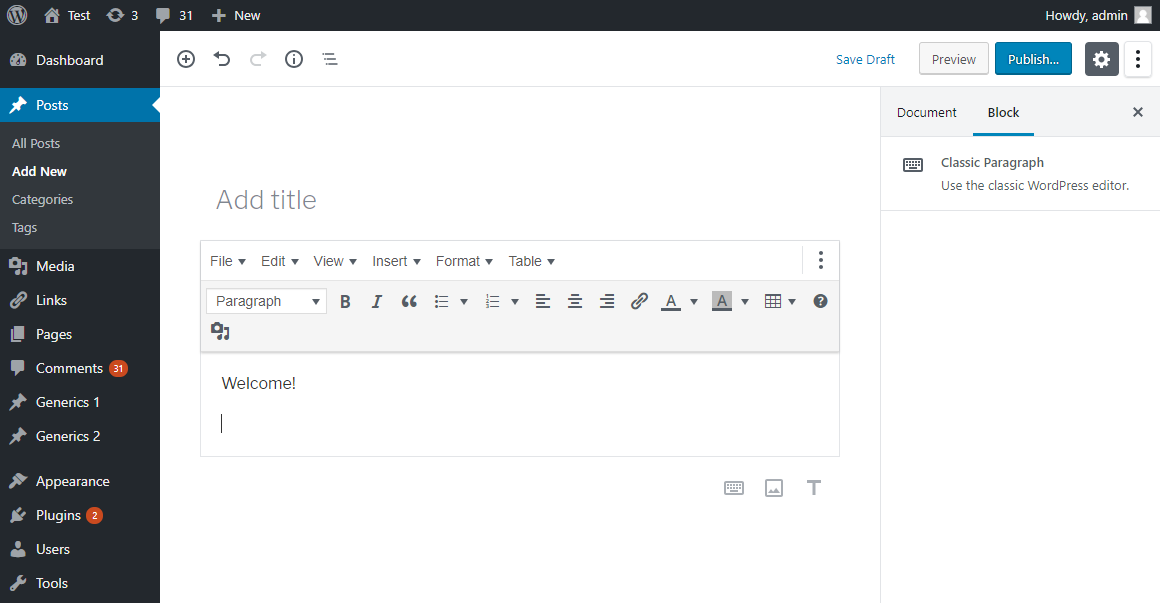 Test 3 31 New Howdy, admin
Dashboard
Posts
All Posts
Add New
Categories
Tags
Media
Links
Pages
Comments 31
Generics 1
Generics 2
Appearance
Plugins 2
Users
Tools
Save Draft Preview Publish...
Add title
File Edit View Insert Format Table
Paragraph B I A A
Welcome!
Document Block
Classic Paragraph
Use the classic WordPress editor.